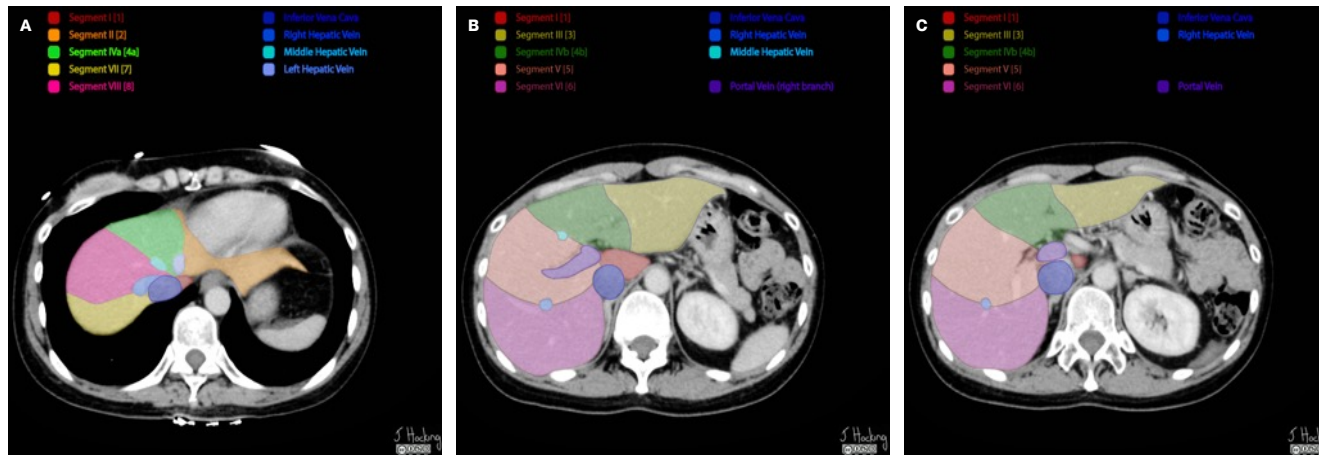 A
Segment I [1]
Segment II [2]
Segment IVa [4a]
Segment VII [7]
Segment VIII [8]
Inferior Vena Cava
Right Hepatic Vein
Middle Hepatic Vein
Left Hepatic Vein
J Hocking
B
Segment I [1]
Segment III [3]
Segment IVb [4b]
Segment V [5]
Segment VI [6]
Inferior Vena Cava
Right Hepatic Vein
Middle Hepatic Vein
Portal Vein (right branch)
J Hocking
C
Segment I [1]
Segment III [3]
Segment IVb [4b]
Segment V [5]
Segment VI [6]
Inferior Vena Cava
Right Hepatic Vein
Portal Vein
J Hocking